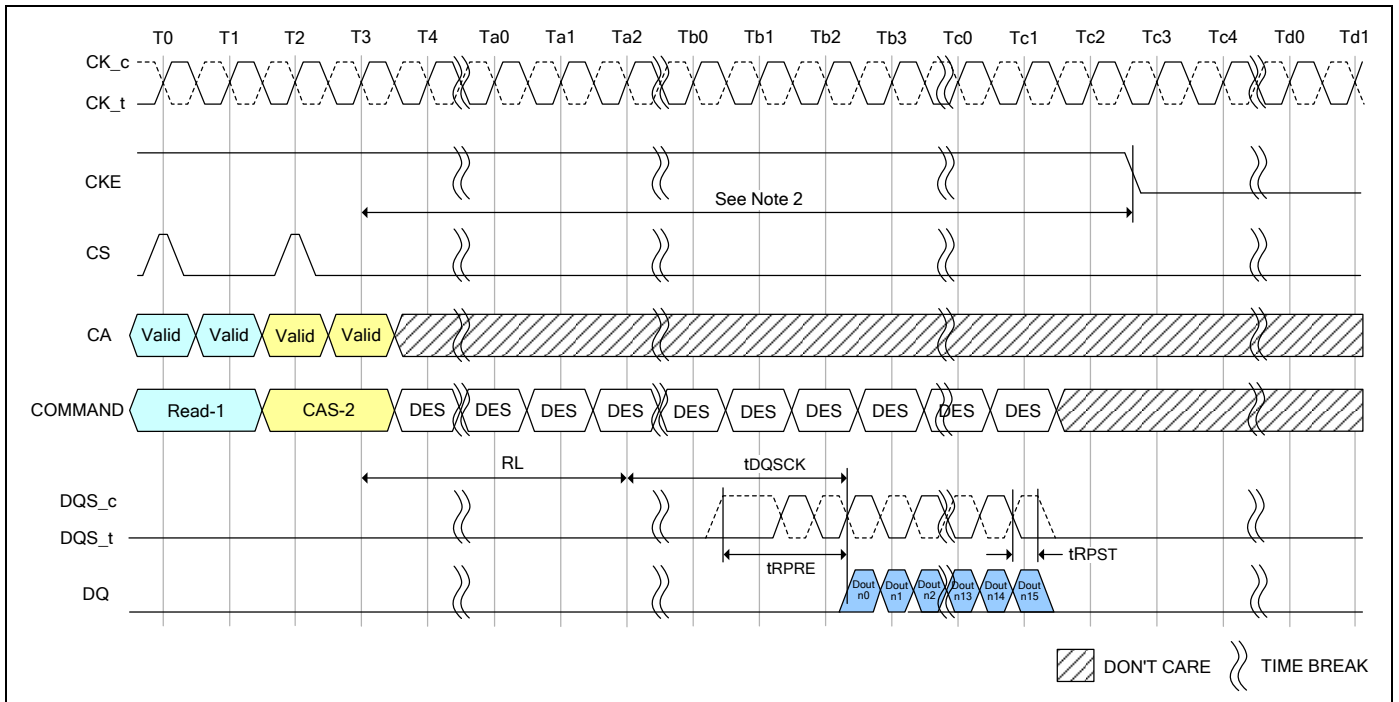 T0 T1 T2 T3 T4 Ta0 Ta1 Ta2 Tb0 Tb1 Tb2 Tb3 Tc0 Tc1 Tc2 Tc3 Tc4 Td0 Td1
CK_c
CK_t
CKE
See Note 2
CS
CA Valid Valid Valid Valid
COMMAND Read-1 CAS-2 DES DES DES DES DES DES DES DES DES DES
RL tDQSCK
DQS_c
DQS_t
tRPRE tRPST
DQ
Dout Dout Dout Dout Dout Dout
n0 n1 n2 n13 n14 n15
DON'T CARE TIME BREAK